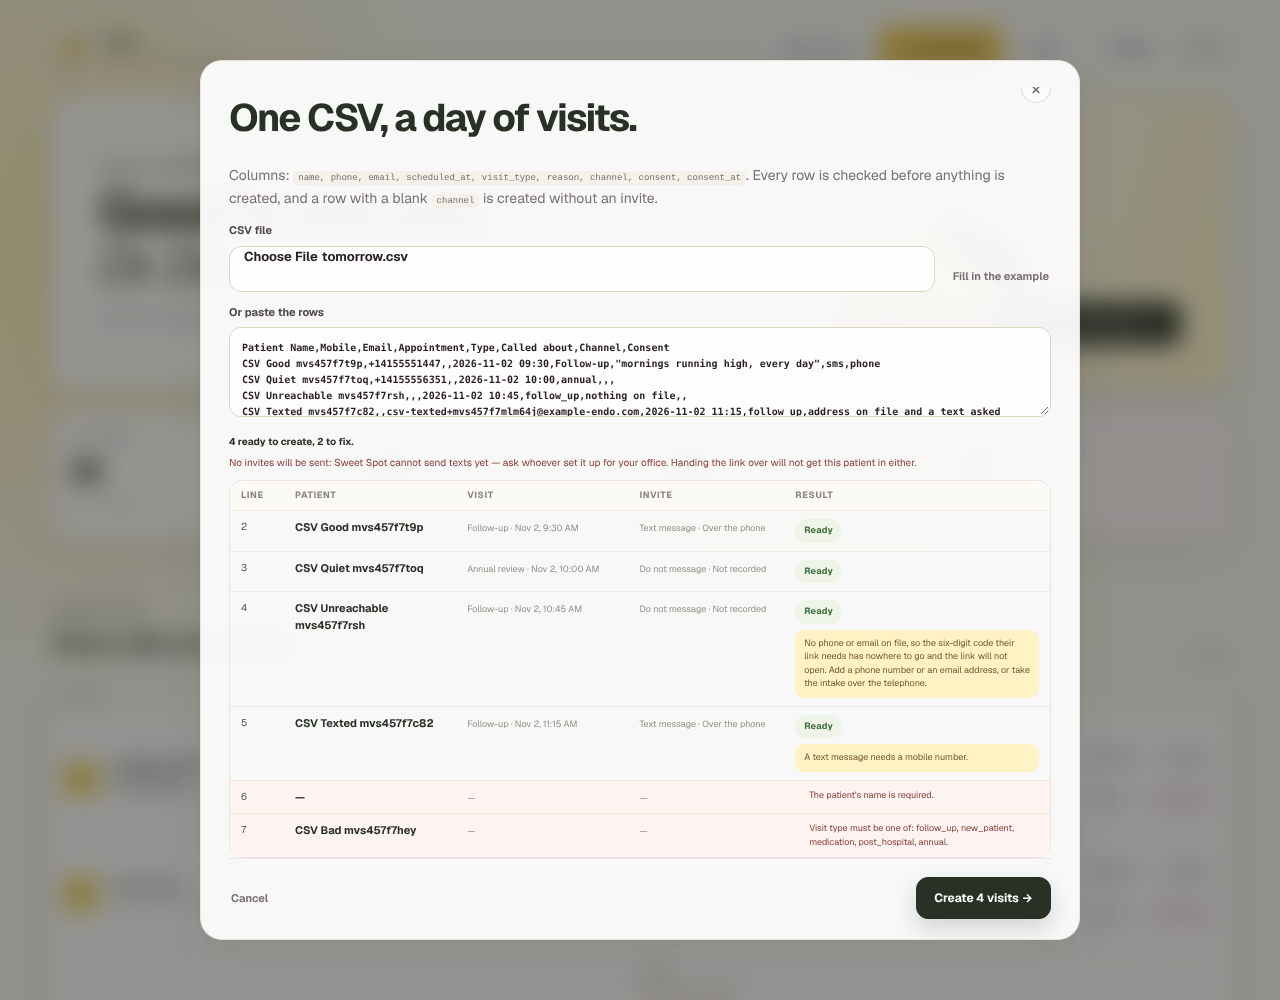 ×
One CSV, a day of visits.
Columns: name, phone, email, scheduled_at, visit_type, reason, channel, consent, consent_at. Every row is checked before anything is
created, and a row with a blank channel is created without an invite.
CSV file
Choose File tomorrow.csv
Fill in the example
Or paste the rows
Patient Name,Mobile,Email,Appointment,Type,Called about,Channel,Consent
CSV Good mvs457f7t9p,+14155551447,,2026-11-02 09:30,Follow-up,"mornings running high, every day",sms,phone
CSV Quiet mvs457f7toq,+14155556351,,2026-11-02 10:00,annual,,,
CSV Unreachable mvs457f7rsh,,,2026-11-02 10:45,follow_up,nothing on file,,
CSV Texted mvs457f7c82,,csv-texted+mvs457f7mlm64j@example-endo.com,2026-11-02 11:15,follow up,address on file and a text asked
4 ready to create, 2 to fix.
No invites will be sent: Sweet Spot cannot send texts yet — ask whoever set it up for your office. Handing the link over will not get this patient in either.
LINE PATIENT VISIT INVITE RESULT
2 CSV Good mvs457f7t9p Follow-up · Nov 2, 9:30 AM Text message · Over the phone Ready
3 CSV Quiet mvs457f7toq Annual review · Nov 2, 10:00 AM Do not message · Not recorded Ready
4 CSV Unreachable Follow-up · Nov 2, 10:45 AM Do not message · Not recorded Ready
mvs457f7rsh
No phone or email on file, so the six-digit code their
link needs has nowhere to go and the link will not
open. Add a phone number or an email address, or take
the intake over the telephone.
5 CSV Texted mvs457f7c82 Follow-up · Nov 2, 11:15 AM Text message · Over the phone Ready
A text message needs a mobile number.
6 — — — The patient's name is required.
7 CSV Bad mvs457f7hey — — Visit type must be one of: follow_up, new_patient,
medication, post_hospital, annual.
Cancel
Create 4 visits →